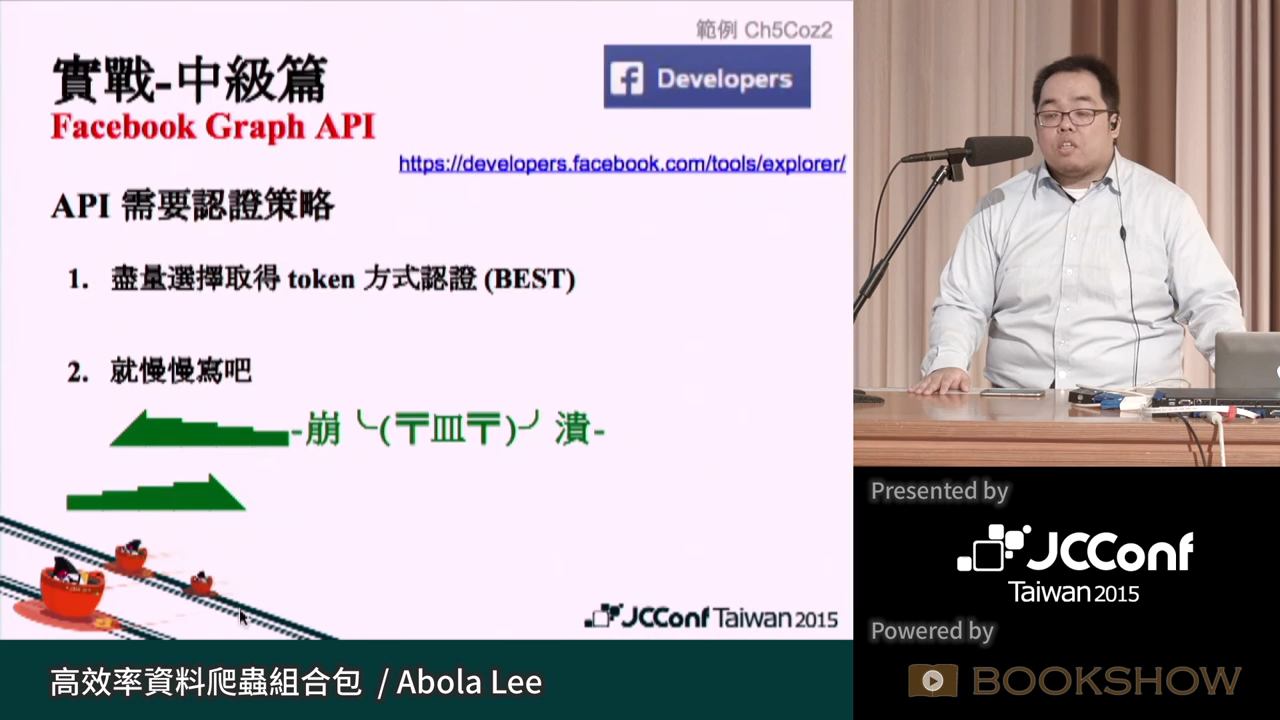 範例 Ch5Coz2
實戰-中級篇
Developers
Facebook Graph API
https://developers.facebook.com/tools/explorer/
API 需要認證策略
1. 盡量選擇取得 token 方式認證 (BEST)
2. 就慢慢寫吧
-崩╰(〒皿〒)╯潰-
JCConf Taiwan 2015
高效率資料爬蟲組合包 / Abola Lee
Presented by
JCConf
Taiwan 2015
Powered by
BOOKSHOW